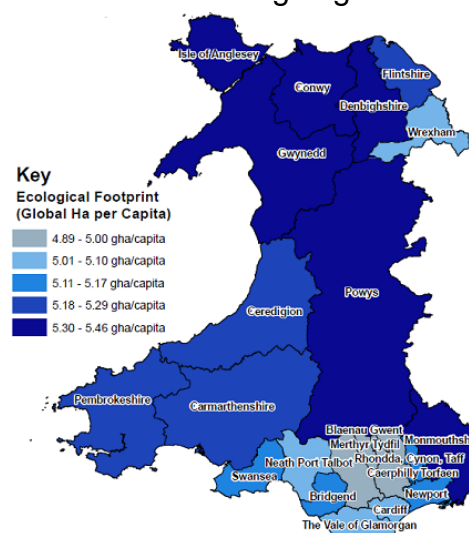 Isle of Anglesey
Conwy
Flintshire
Denbighshire
Wrexham
Gwynedd
Key
Ecological Footprint
(Global Ha per Capita)
4.89 - 5.00 gha/capita
5.01 - 5.10 gha/capita
5.11 - 5.17 gha/capita
5.18 - 5.29 gha/capita
5.30 - 5.46 gha/capita
Powys
Ceredigion
Pembrokeshire
Carmarthenshire
Blaenau Gwent
Merthyr Tydfil
Monmouthsh
Neath Port Talbot
Rhondda, Cynon, Taff
Caerphilly Torfaen
Swansea
Bridgend
Newport
Cardiff
The Vale of Glamorgan